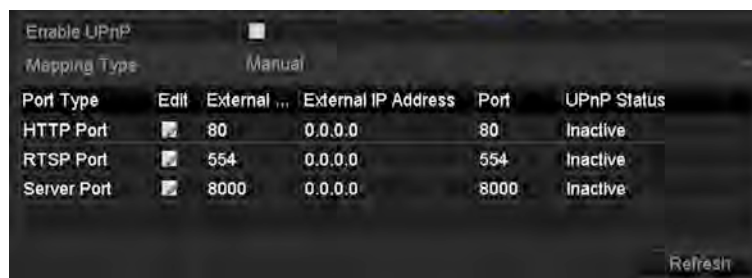 Enable UPnP
Mapping Type Manual
Port Type Edit External ... External IP Address Port UPnP Status
HTTP Port 80 0.0.0.0 80 Inactive
RTSP Port 554 0.0.0.0 554 Inactive
Server Port 8000 0.0.0.0 8000 Inactive
Refresh